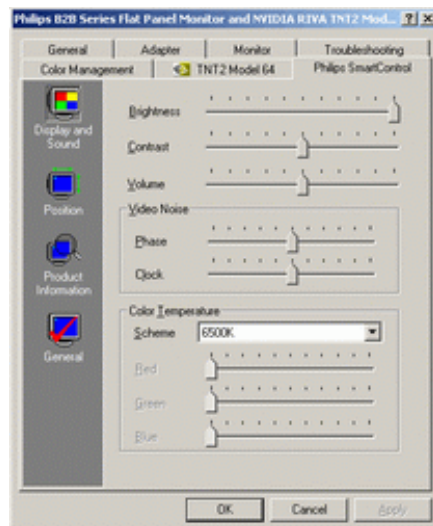 Philips B2B Series Flat Panel Monitor and NVIDIA RIVA TNT2 Mod...
General Adapter Monitor Troubleshooting
Color Management TNT2 Model 64 Philips SmartControl
Display and
Sound
Position
Product
Information
General
Brightness
Contrast
Volume
Video Noise
Phase
Clock
Color Temperature
Scheme 6500K
Red
Green
Blue
OK Cancel Apply